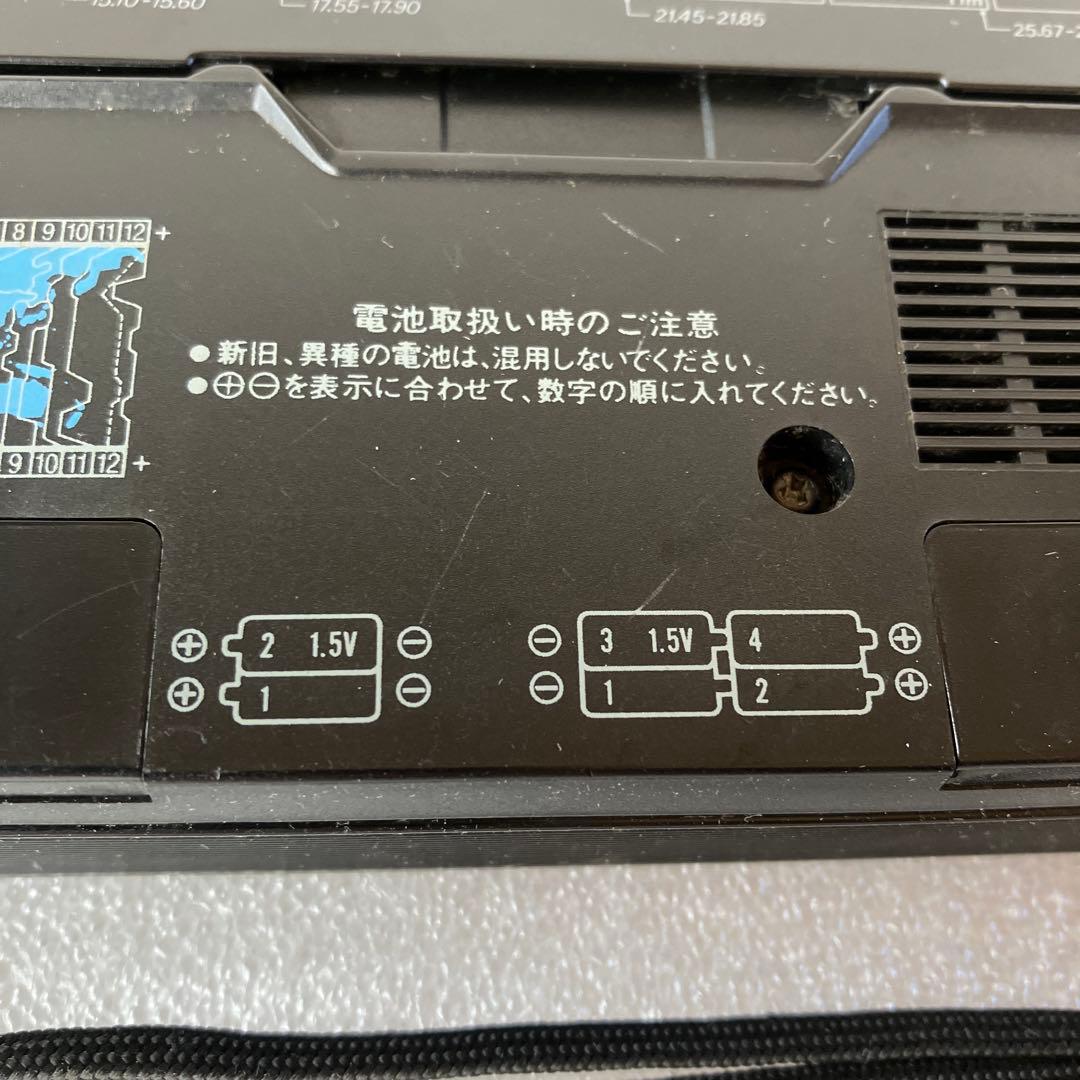 15.10-15.60
17.55-17.90
21.45-21.85
11m
25.67-2
8 9 10 11 12 +
9 10 11 12 +
電池取扱い時のご注意
●新旧、異種の電池は、混用しないでください。
●⊕⊖を表示に合わせて、数字の順に入れてください。
⊕ 2 1.5V ⊖
⊕ 1 ⊖
⊖ 3 1.5V 4 ⊕
⊖ 1 2 ⊕